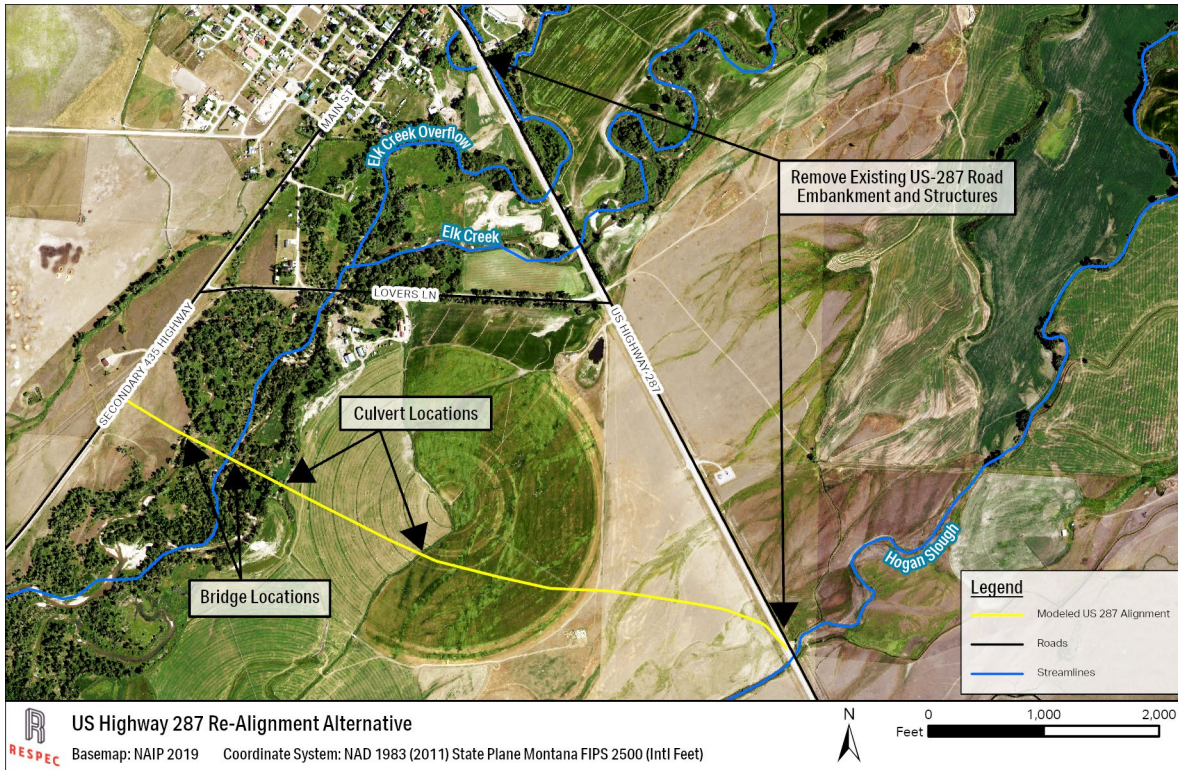 MAIN ST
Elk Creek Overflow
Remove Existing US-287 Road
Embankment and Structures
Elk Creek
LOVERS LN
SECONDARY 435 HIGHWAY
US HIGHWAY-287
Culvert Locations
Hogan Slough
Bridge Locations
Legend
Modeled US 287 Alignment
Roads
Streamlines
RESPEC
US Highway 287 Re-Alignment Alternative
Basemap: NAIP 2019 Coordinate System: NAD 1983 (2011) State Plane Montana FIPS 2500 (Intl Feet)
N
Feet
0 1,000 2,000